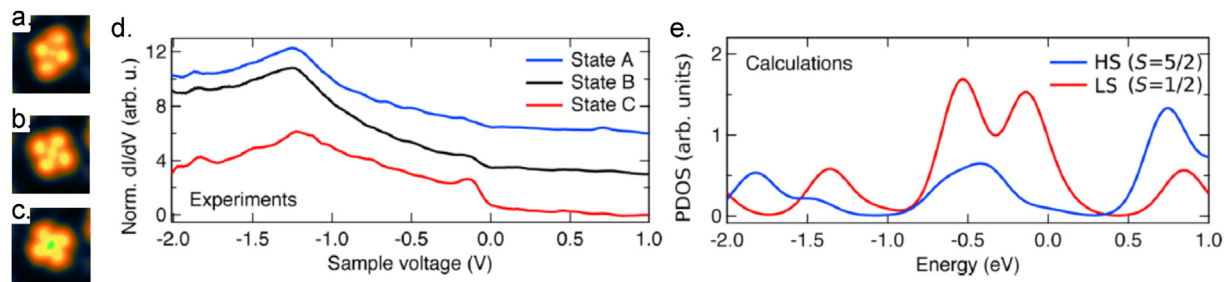 a.
b.
c.
d.
12
8
4
0
Norm. dI/dV (arb. u.)
State A
State B
State C
Experiments
-2.0 -1.5 -1.0 -0.5 0.0 0.5 1.0
Sample voltage (V)
e.
2
1
0
PDOS (arb. units)
Calculations
HS (S=5/2)
LS (S=1/2)
-2.0 -1.5 -1.0 -0.5 0.0 0.5 1.0
Energy (eV)